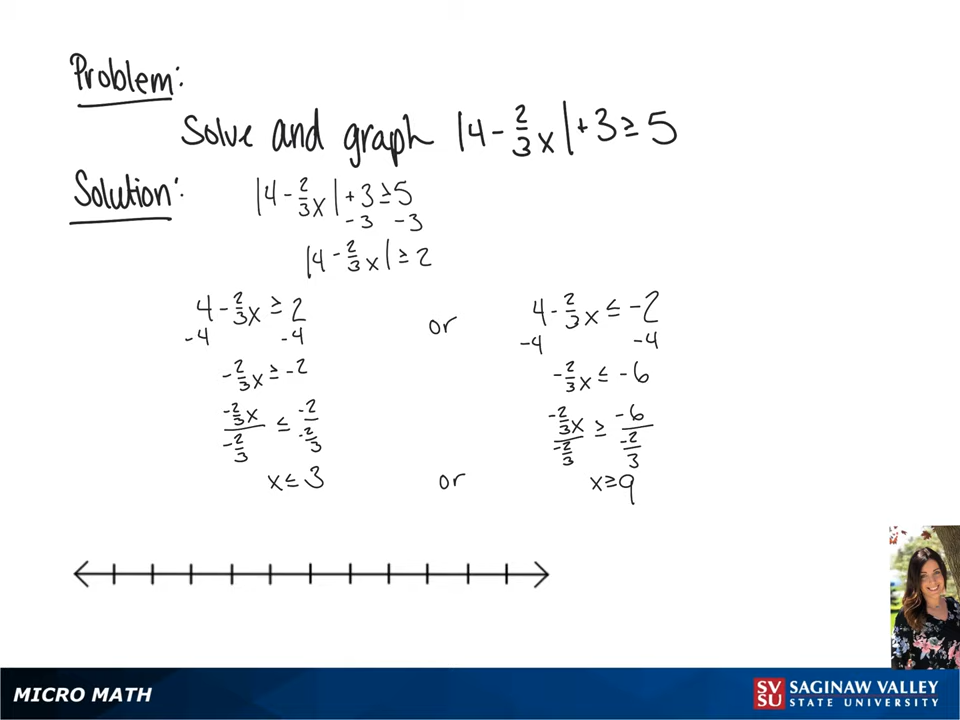 Problem:
Solve and graph |4 - 2/3 x| + 3 ≥ 5
Solution:
|4 - 2/3 x| + 3 ≥ 5
-3 -3
|4 - 2/3 x| ≥ 2
4 - 2/3 x ≥ 2 or 4 - 2/3 x ≤ -2
-4 -4 -4 -4
-2/3 x ≥ -2 -2/3 x ≤ -6
(-2/3 x)/(-2/3) ≤ -2/(-2/3) (-2/3 x)/(-2/3) ≥ -6/(-2/3)
x ≤ 3 or x ≥ 9
MICRO MATH
SVSU SAGINAW VALLEY
STATE UNIVERSITY